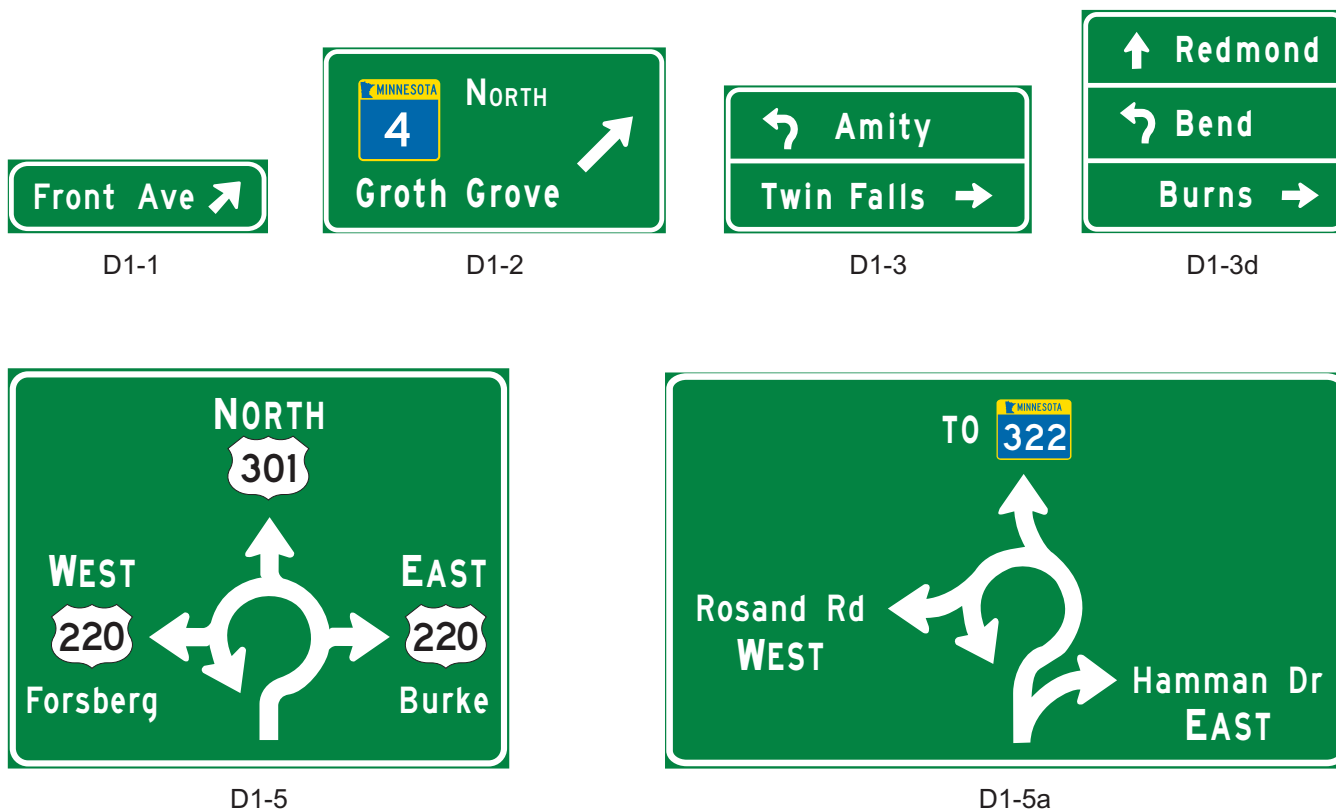 Front Ave
D1-1
MINNESOTA
4
NORTH
Groth Grove
D1-2
Amity
Twin Falls
D1-3
Redmond
Bend
Burns
D1-3d
NORTH
301
WEST
220
Forsberg
EAST
220
Burke
D1-5
TO
MINNESOTA
322
Rosand Rd
WEST
Hamman Dr
EAST
D1-5a